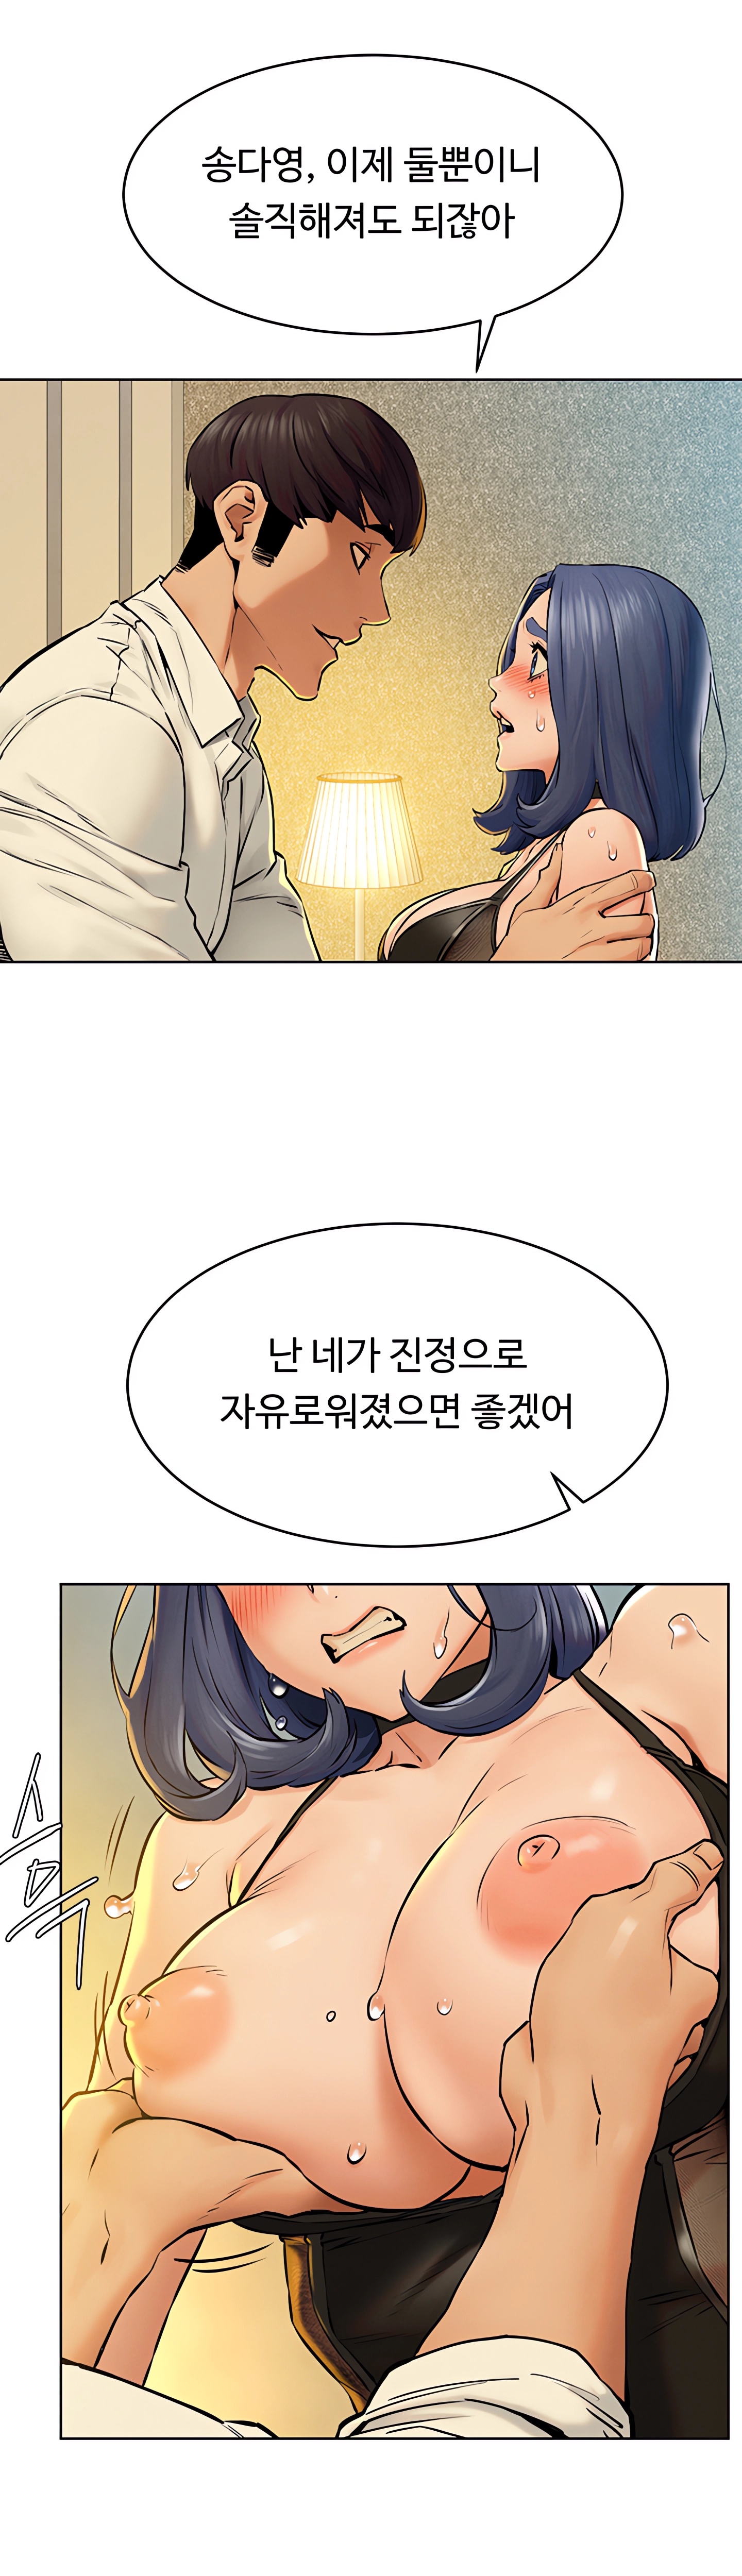 송다영, 이제 둘뿐이니
솔직해져도 되잖아
난 네가 진정으로
자유로워졌으면 좋겠어
스윽